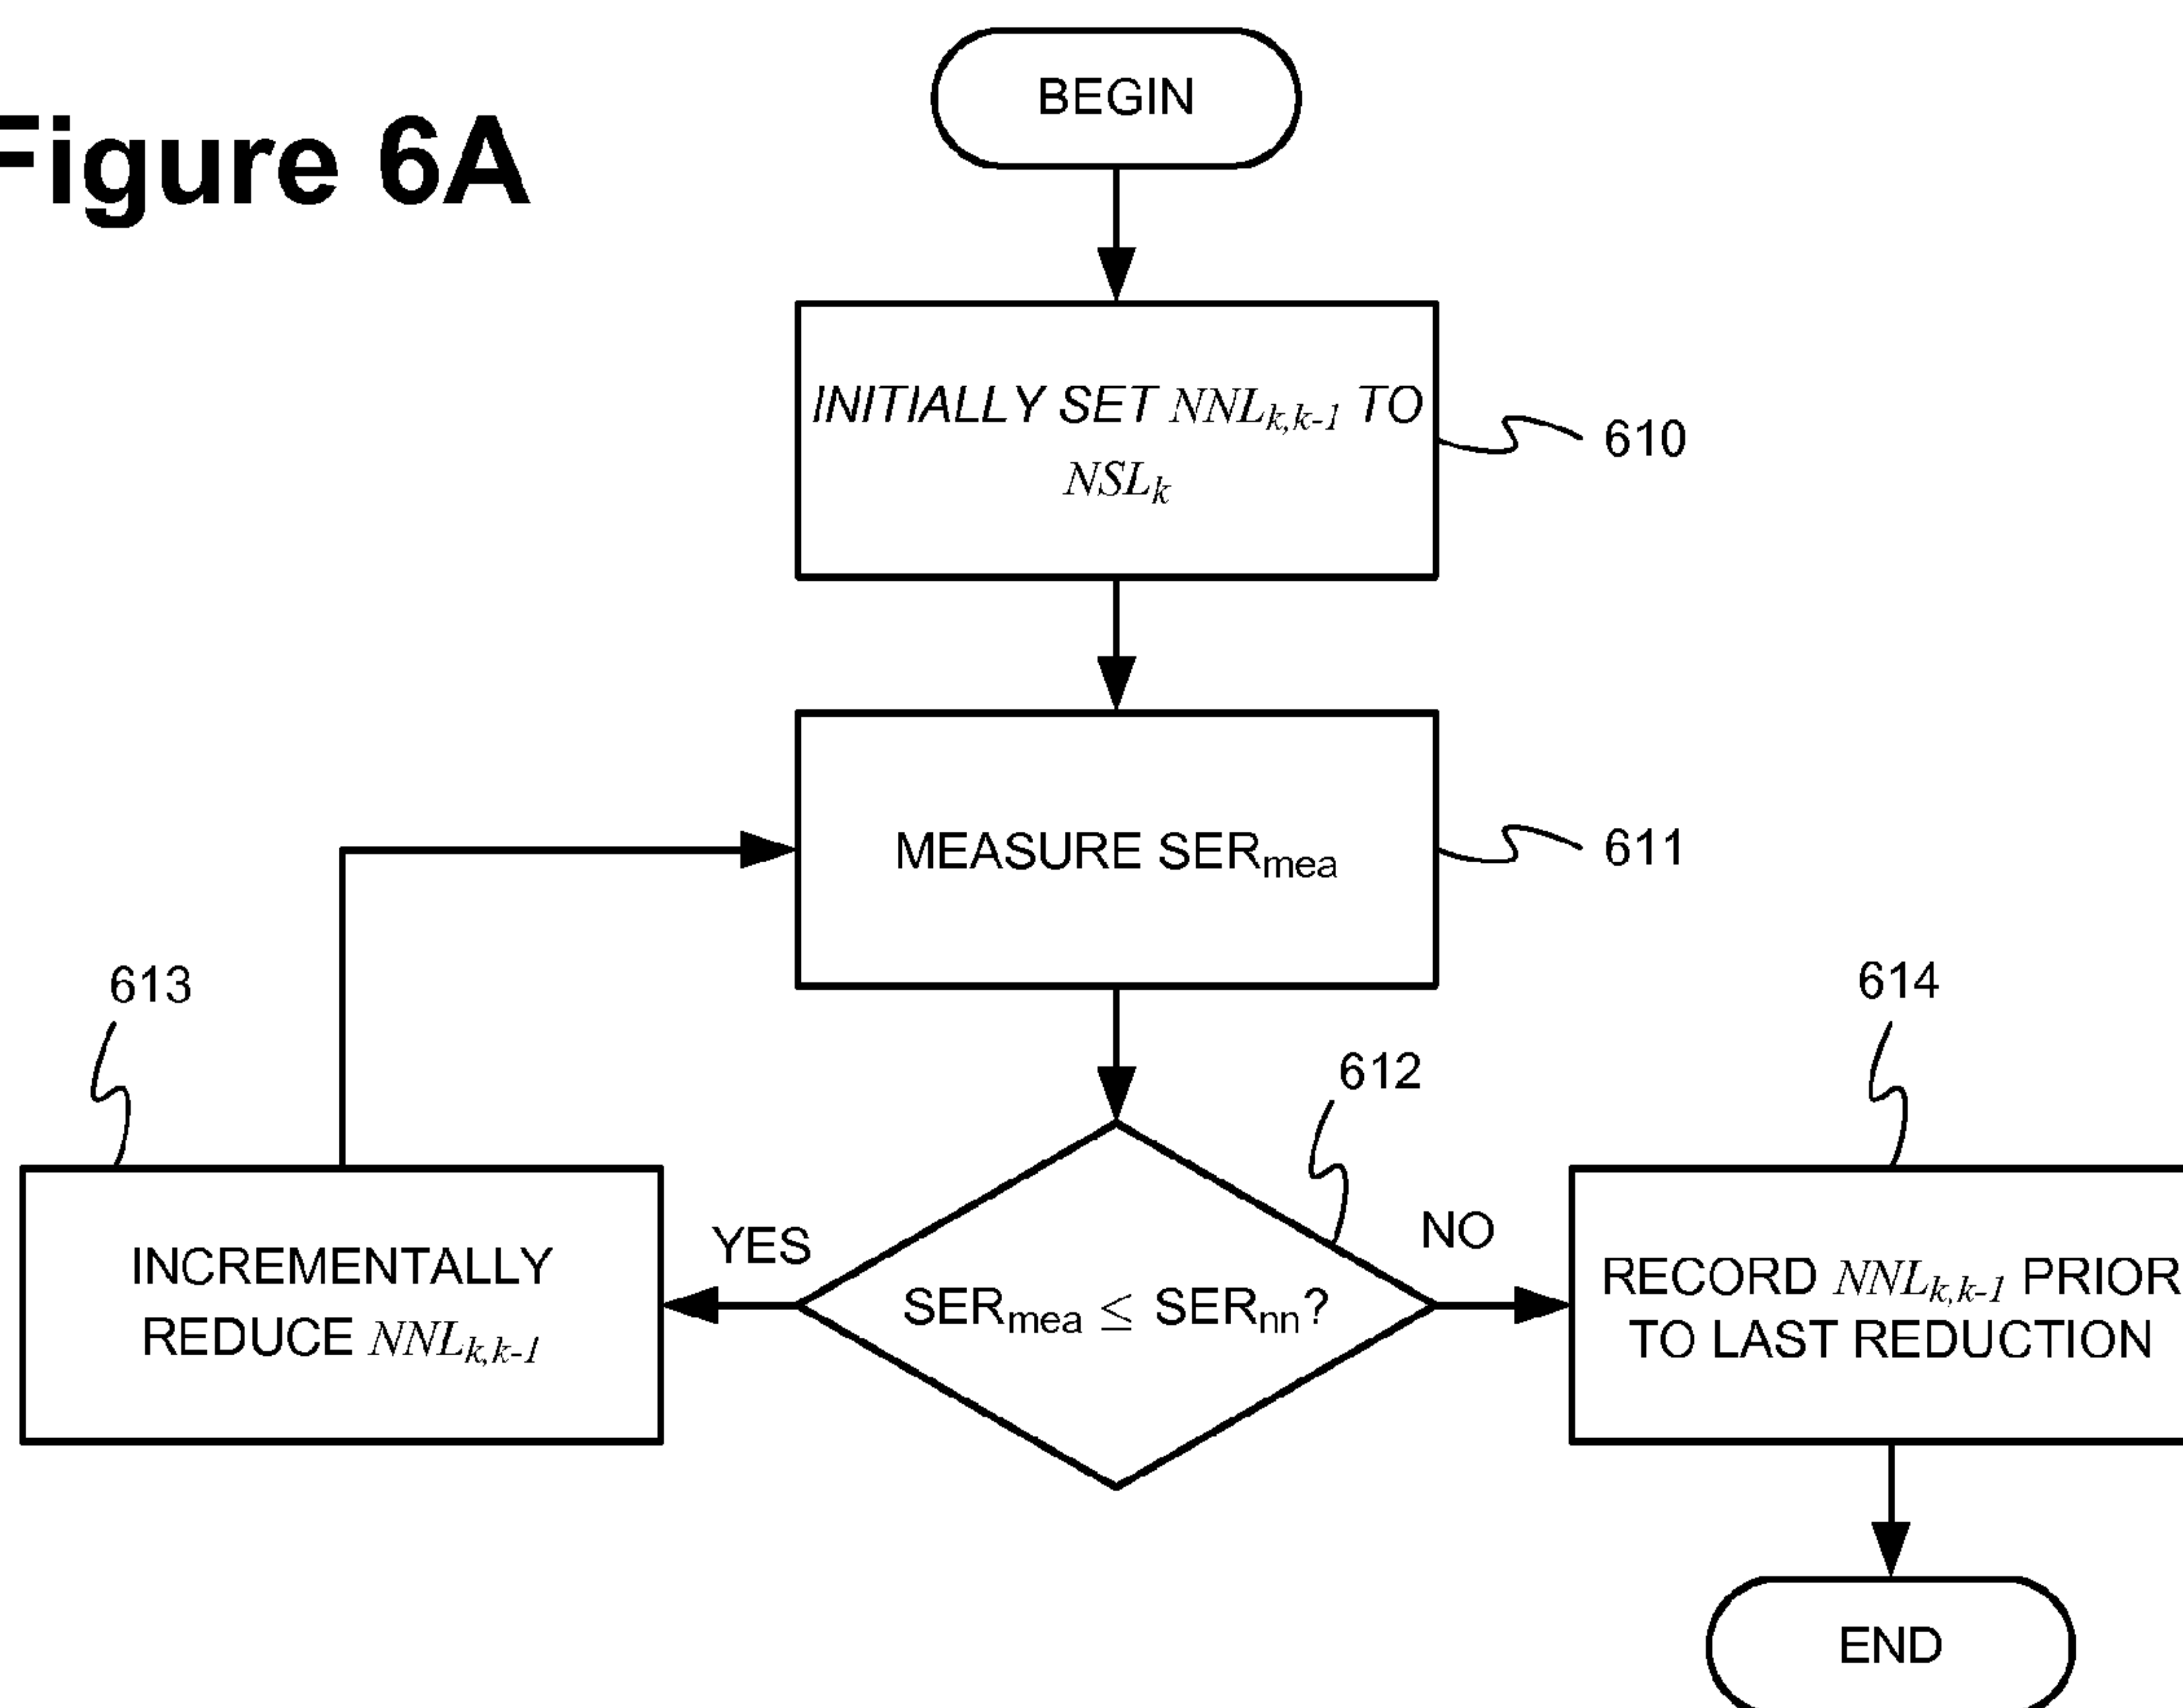 Figure 6A
BEGIN
INITIALLY SET NNLk,k-1 TO
NSLk
610
MEASURE SERmea
611
613
614
612
INCREMENTALLY
REDUCE NNLk,k-1
YES
SERmea ≤ SERnn?
NO
RECORD NNLk,k-1 PRIOR
TO LAST REDUCTION
END